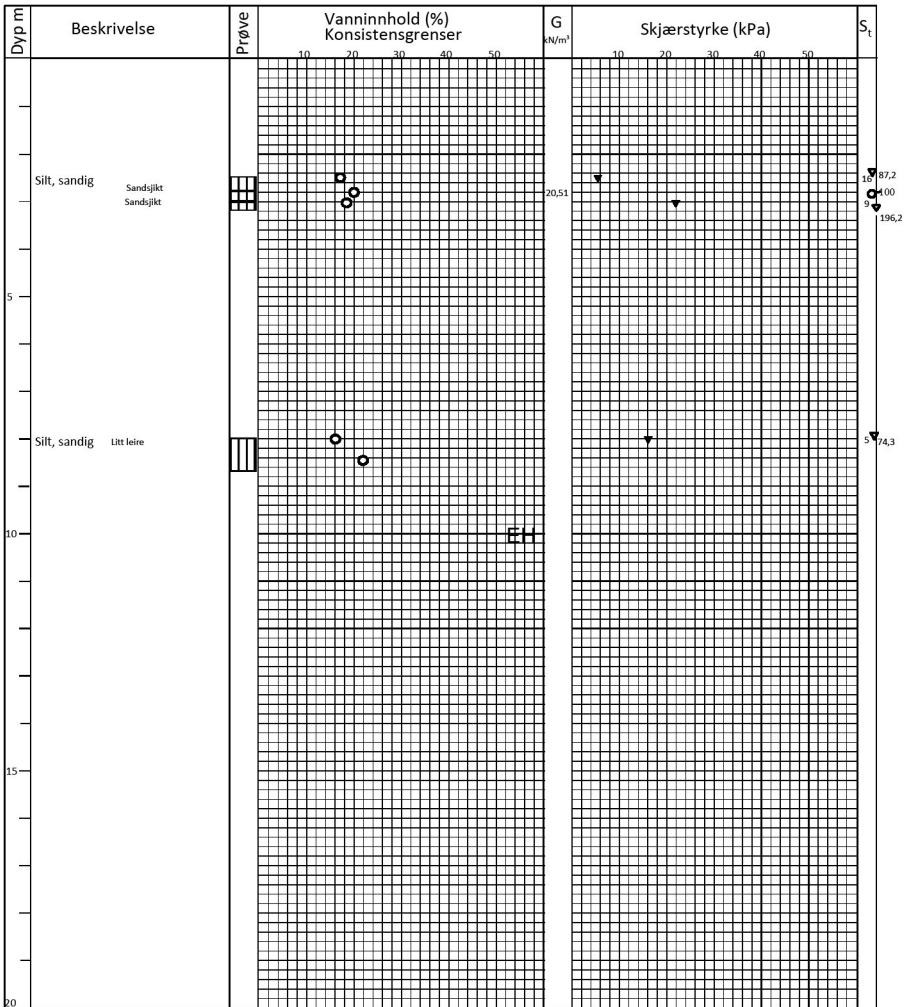 Dyp m
Beskrivelse
Prøve
Vanninnhold (%)
Konsistensgrenser
10 20 30 40 50
G
kN/m³
Skjærstyrke (kPa)
10 20 30 40 50
St
Silt, sandig
Sandsjikt
Sandsjikt
20,51
16 87,2
100
9
196,2
5
Silt, sandig Litt leire
5 74,3
10
EH
15
20